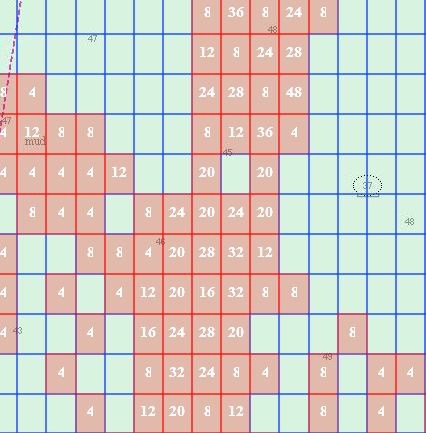 8 36 8 24 8
48
47
12 8 24 28
8 4 24 28 8 48
47
4 12 8 8 8 12 36 4
mud
45
4 4 4 4 12 20 20
37
8 4 4 8 24 20 24 20
48
46
4 8 8 4 20 28 32 12
4 4 4 12 20 16 32 8 8
4 43 4 16 24 28 20 8
49
4 8 32 24 8 4 8 4 4
4 12 20 8 12 8 4